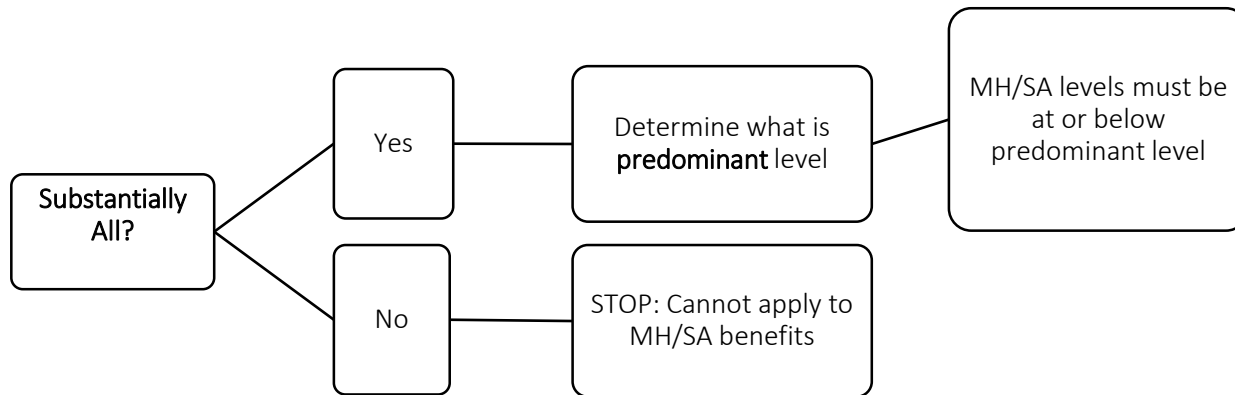 Substantially
All?
Yes
Determine what is
predominant level
MH/SA levels must be
at or below
predominant level
No
STOP: Cannot apply to
MH/SA benefits